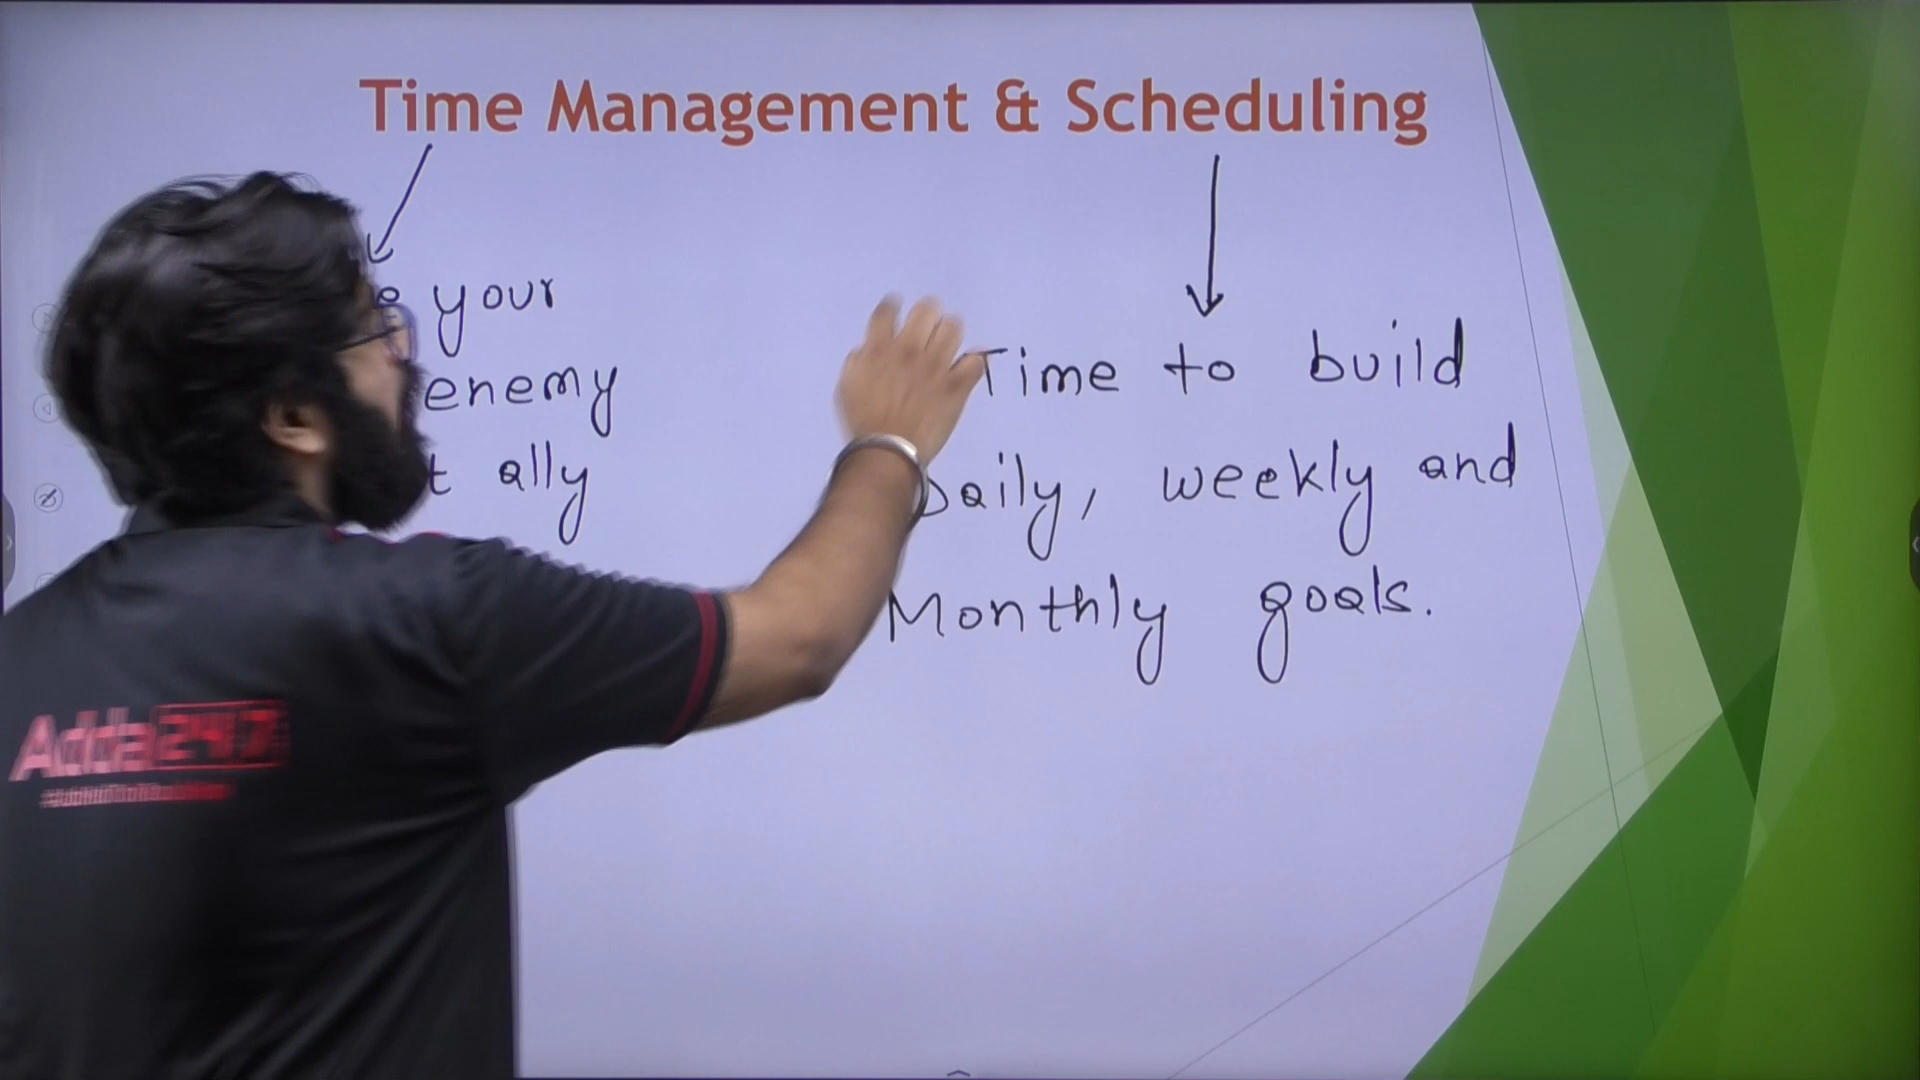 Time Management & Scheduling
your
enemy
ally
Time to build
Daily, weekly and
Monthly goals.
Adda247